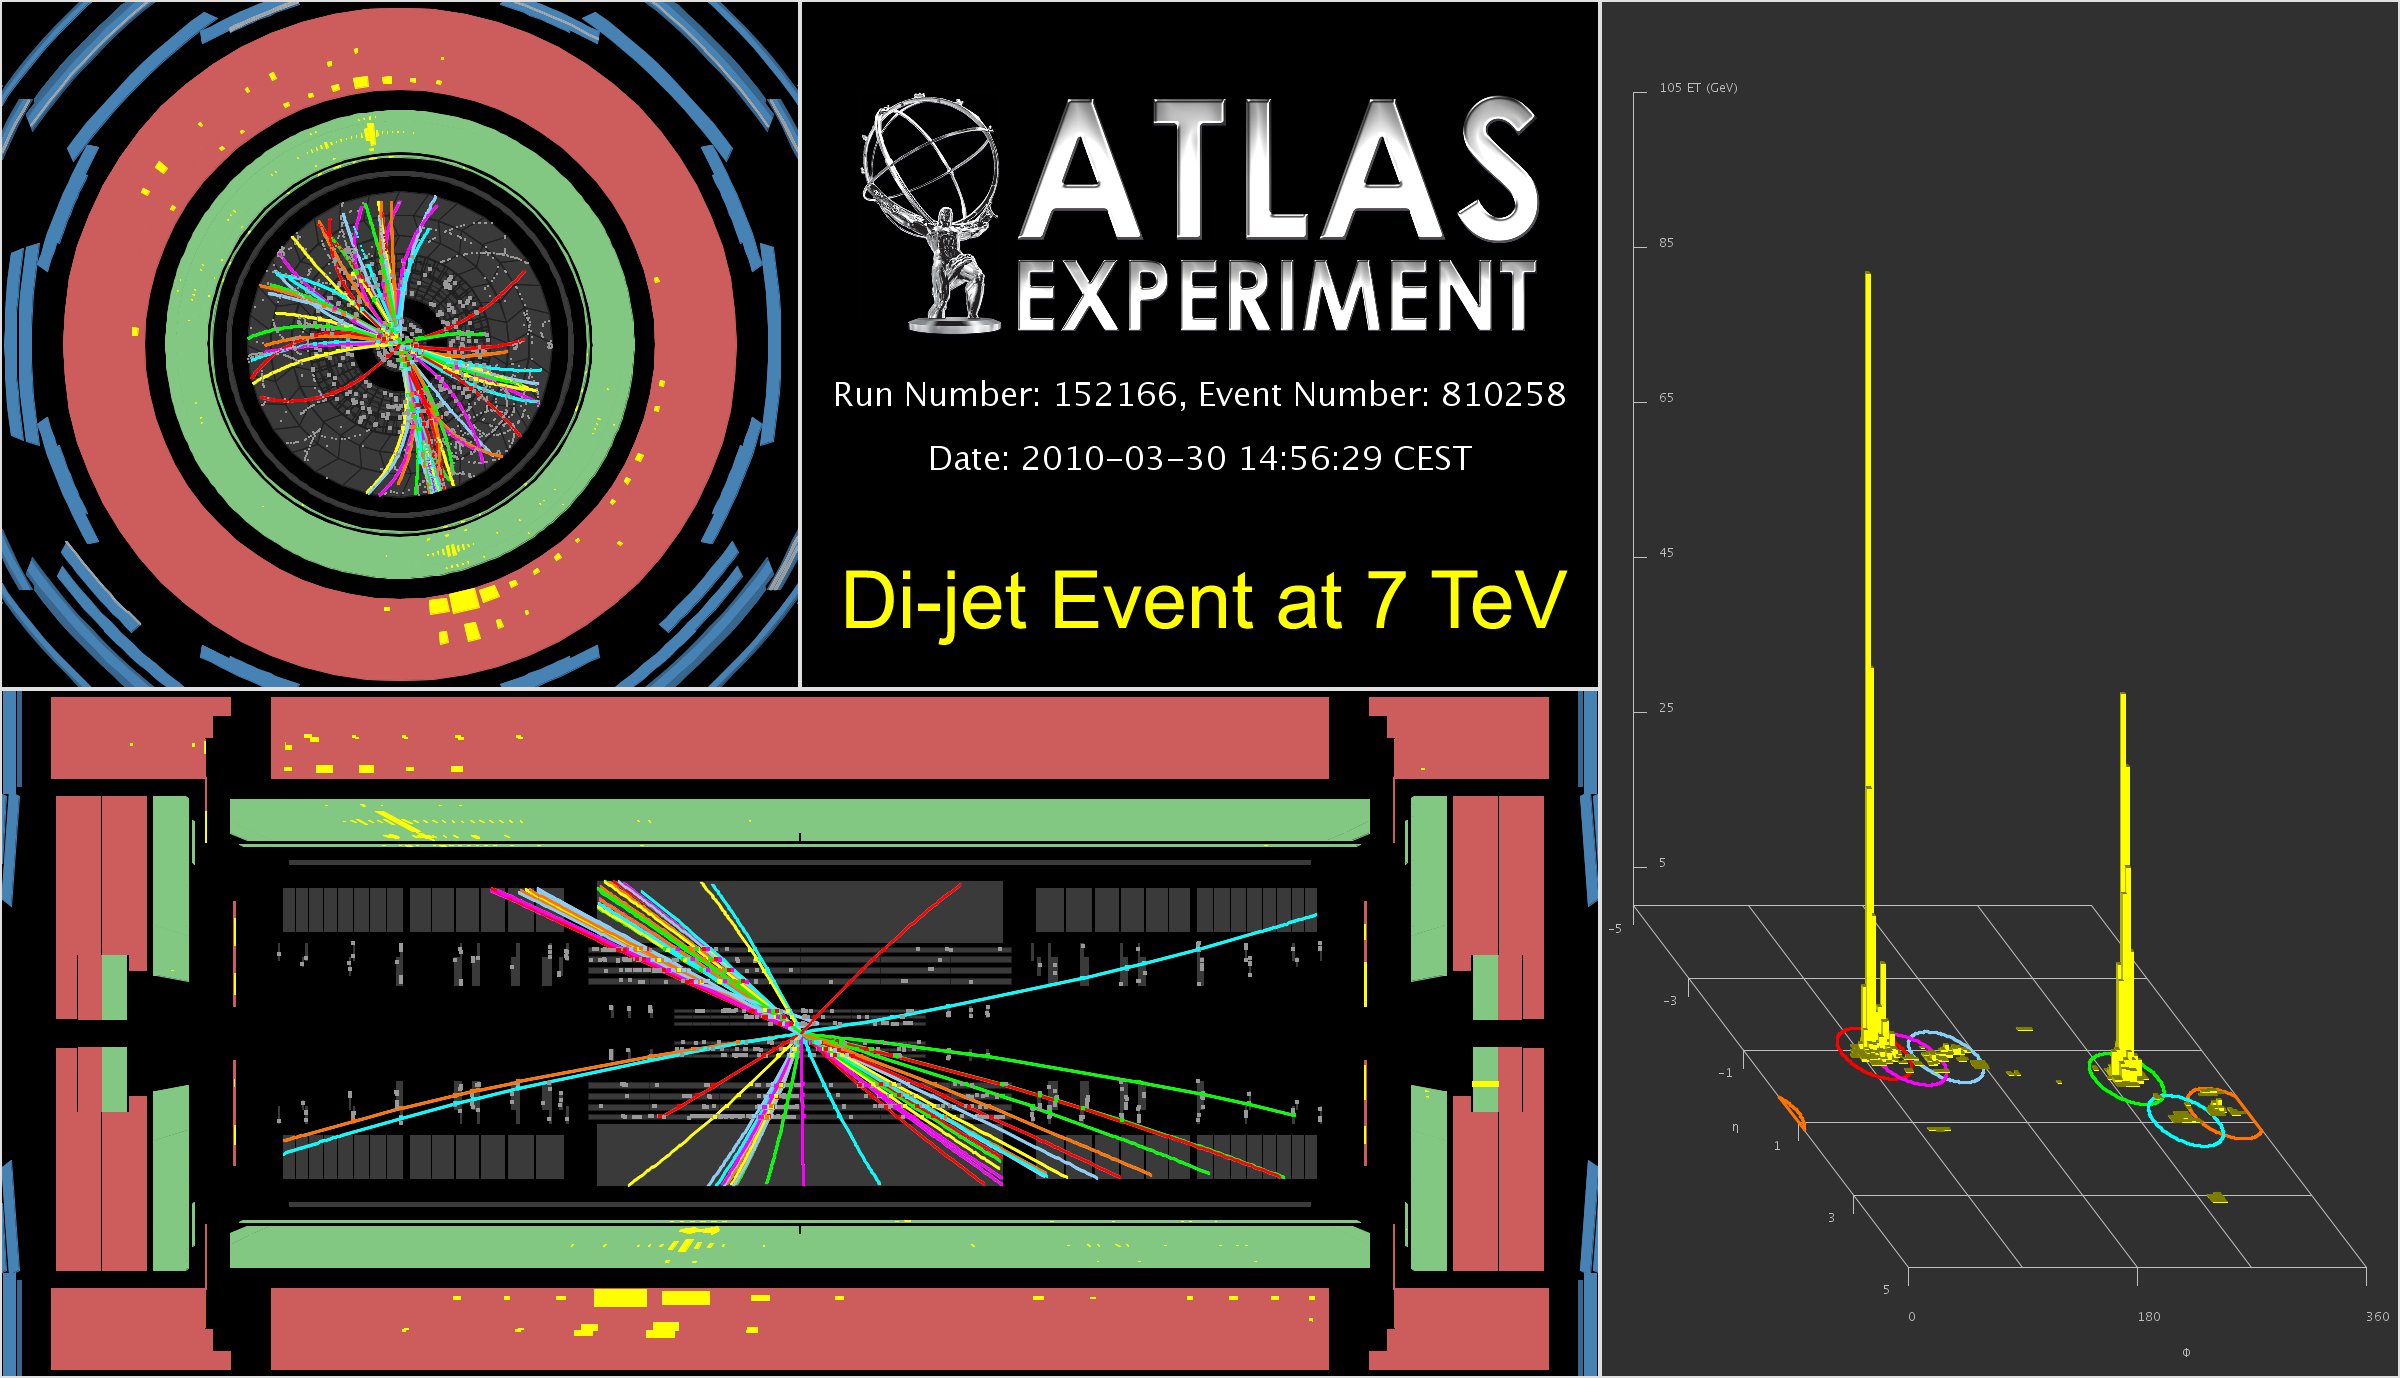 ATLAS
EXPERIMENT
Run Number: 152166, Event Number: 810258
Date: 2010-03-30 14:56:29 CEST
Di-jet Event at 7 TeV
105 ET (GeV)
85
65
45
25
5
-5
-3
-1
η
1
3
5
0
180
360
Φ